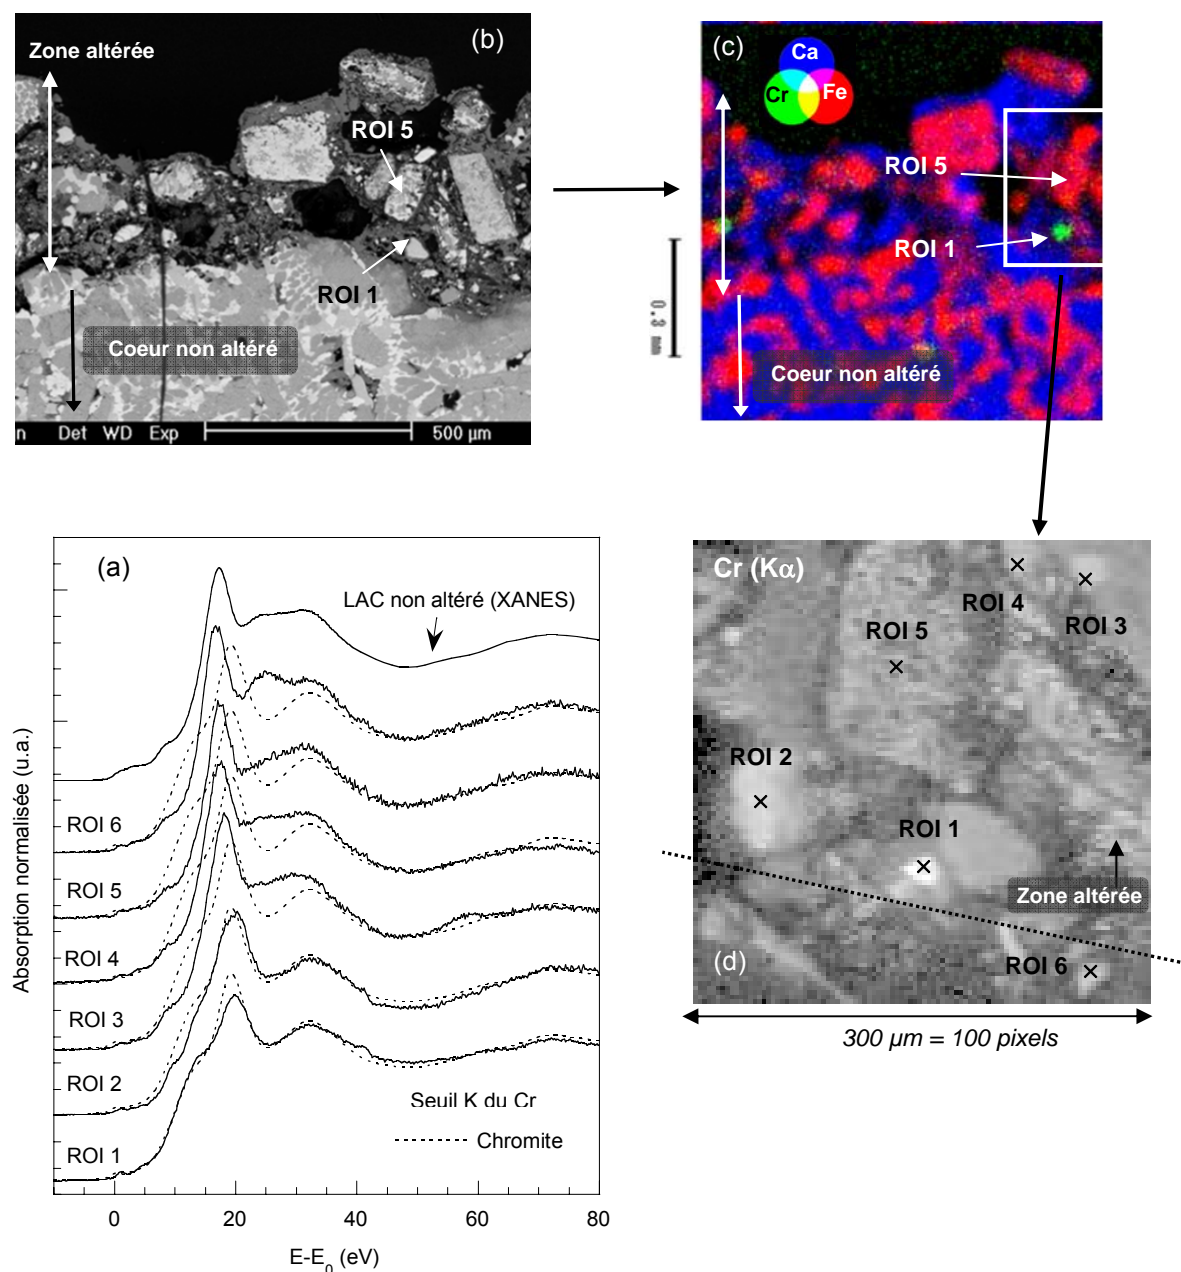 (b)
Zone altérée
ROI 5
ROI 1
Coeur non altéré
n Det WD Exp 500 µm
(c)
Ca
Cr Fe
ROI 5
ROI 1
0.3 mm
Coeur non altéré
(a)
LAC non altéré (XANES)
ROI 6
ROI 5
ROI 4
ROI 3
ROI 2
ROI 1
Seuil K du Cr
Chromite
Absorption normalisée (u.a.)
0 20 40 60 80
E-E0 (eV)
Cr (Kα)
ROI 4
ROI 3
ROI 5
ROI 2
ROI 1
Zone altérée
ROI 6
(d)
300 µm = 100 pixels